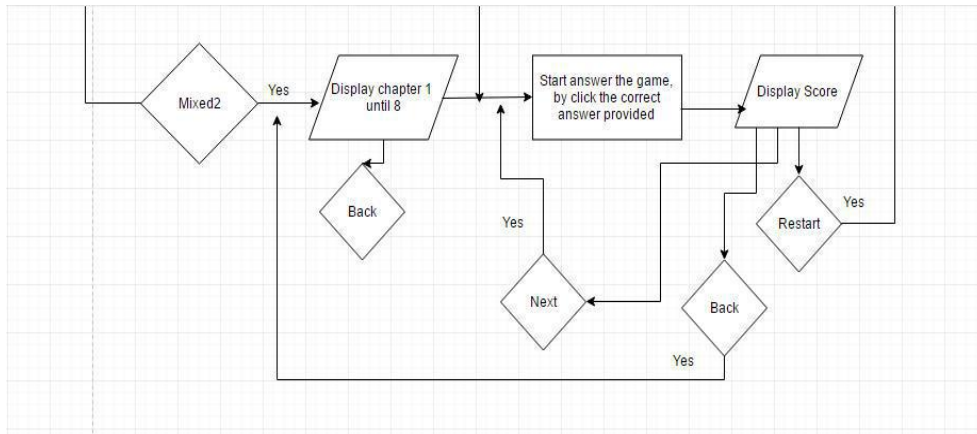 Mixed2
Yes
Display chapter 1
until 8
Start answer the game,
by click the correct
answer provided
Display Score
Back
Yes
Next
Back
Restart
Yes
Yes